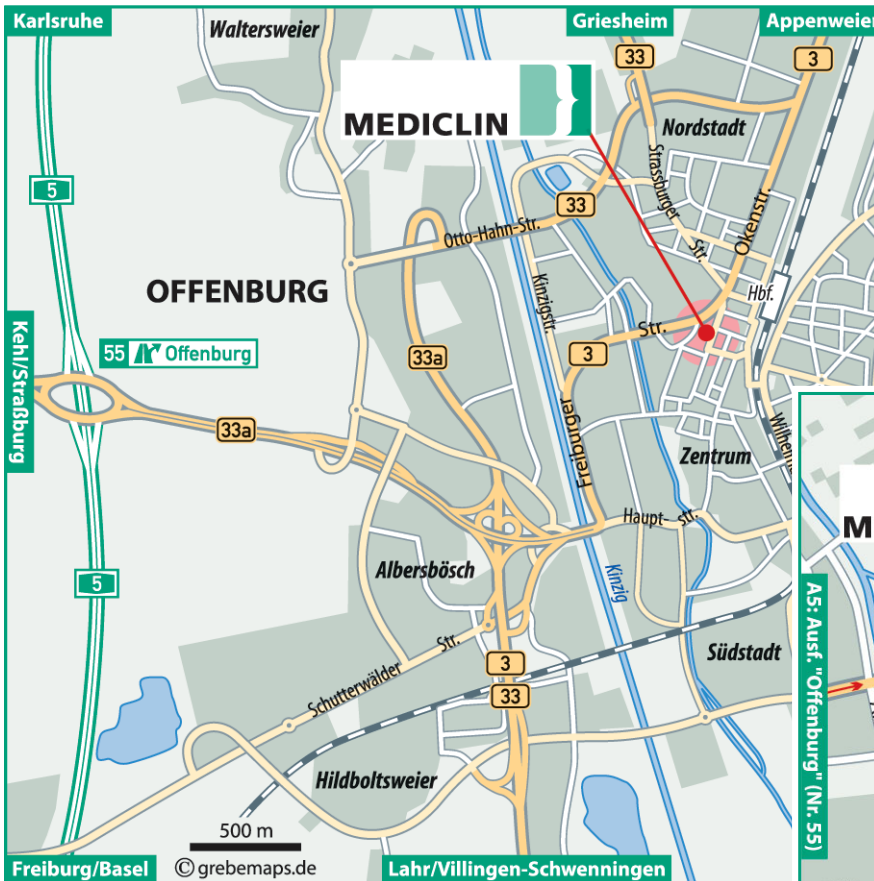 Karlsruhe
Griesheim
Appenweier
Waltersweier
33
3
MEDICLIN
Nordstadt
Strassburger
Str.
5
33
Okenstr.
Otto-Hahn-Str.
OFFENBURG
Kinzigstr.
Hbf.
Kehl/Straßburg
55 Offenburg
33a
3
Str.
Freiburger
33a
Zentrum
Haupt-str.
Albersbösch
Kinzig
5
M
A5: Ausf. "Offenburg" (Nr. 55)
Schutterwälder
Str.
3
33
Südstadt
Hildboltsweier
500 m
Freiburg/Basel
© grebemaps.de
Lahr/Villingen-Schwenningen